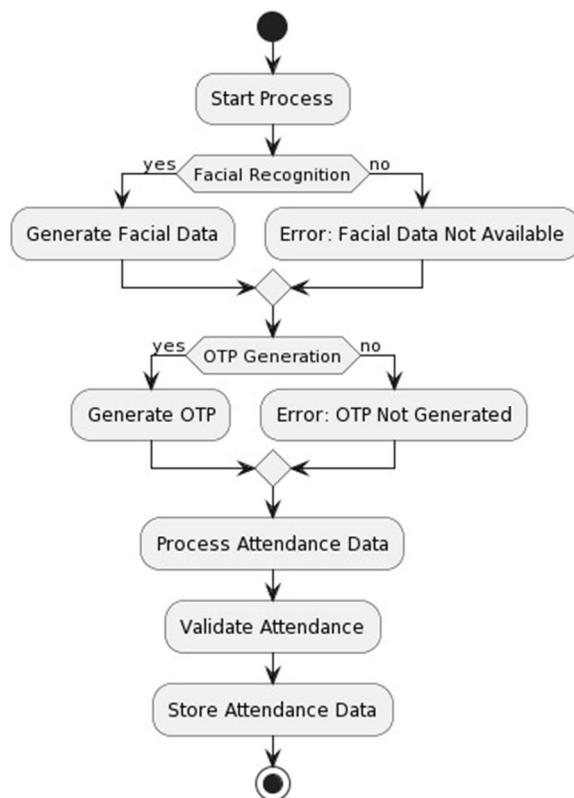 Start Process
yes
Facial Recognition
no
Generate Facial Data
Error: Facial Data Not Available
yes
OTP Generation
no
Generate OTP
Error: OTP Not Generated
Process Attendance Data
Validate Attendance
Store Attendance Data